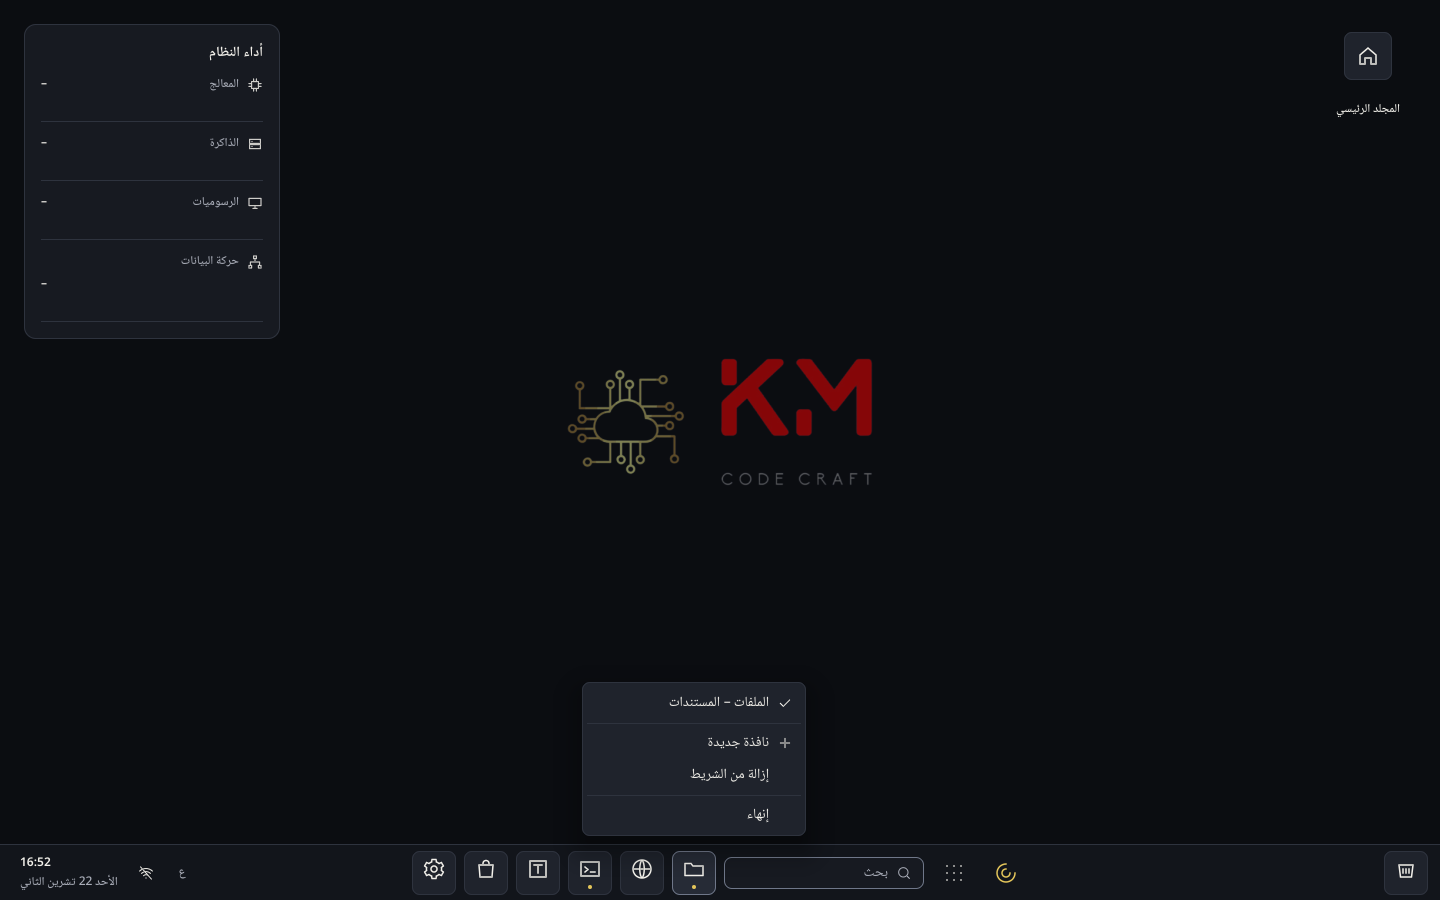 أداء النظام
المعالج
–
الذاكرة
–
الرسوميات
–
حركة البيانات
–
المجلد الرئيسي
KM
CODE CRAFT
الملفات – المستندات
نافذة جديدة
إزالة من الشريط
إنهاء
بحث
ع
16:52
الأحد 22 تشرين الثاني